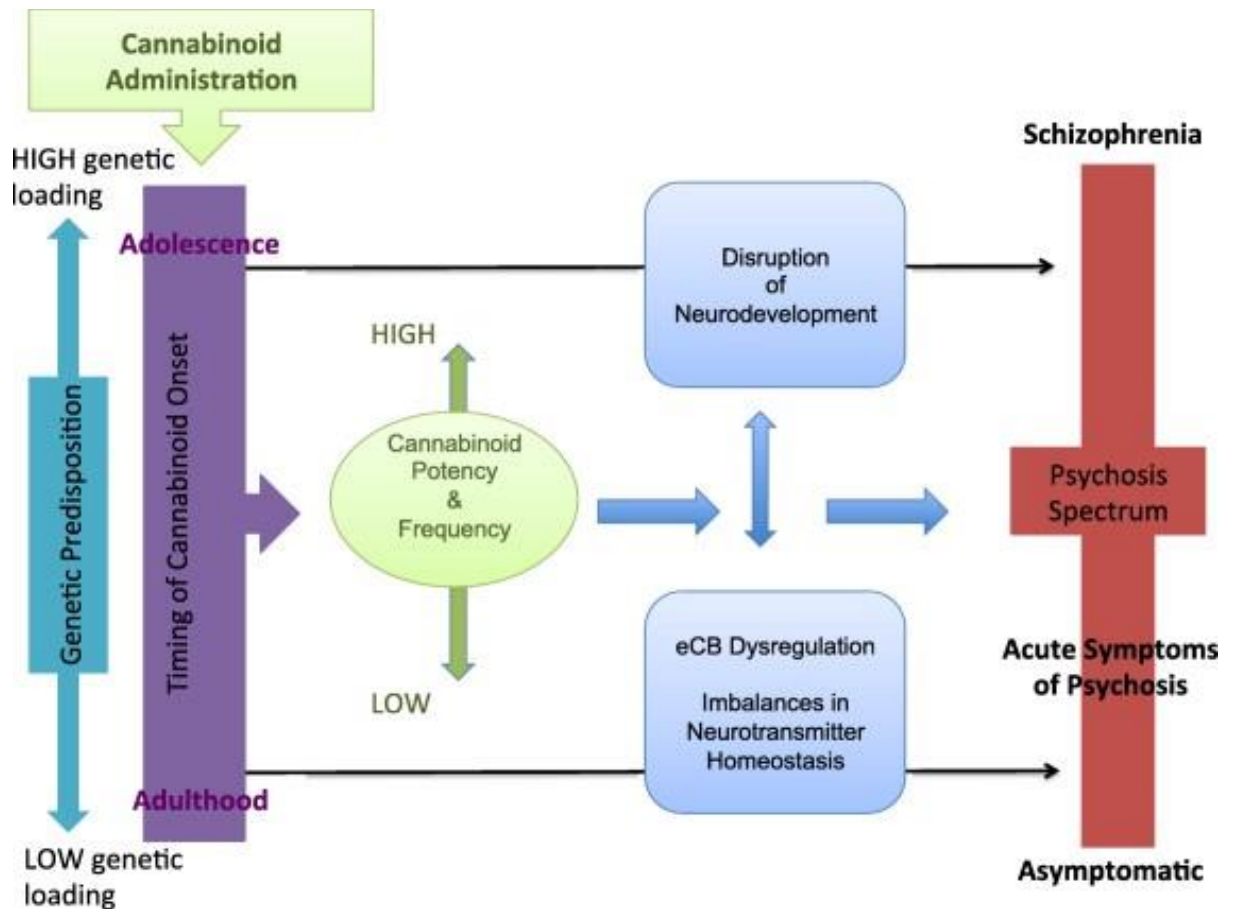 Cannabinoid
Administration
HIGH genetic
loading
Genetic Predisposition
LOW genetic
loading
Adolescence
Timing of Cannabinoid Onset
Adulthood
HIGH
Cannabinoid
Potency
&
Frequency
LOW
Disruption
of
Neurodevelopment
eCB Dysregulation
Imbalances in
Neurotransmitter
Homeostasis
Schizophrenia
Psychosis
Spectrum
Acute Symptoms
of Psychosis
Asymptomatic